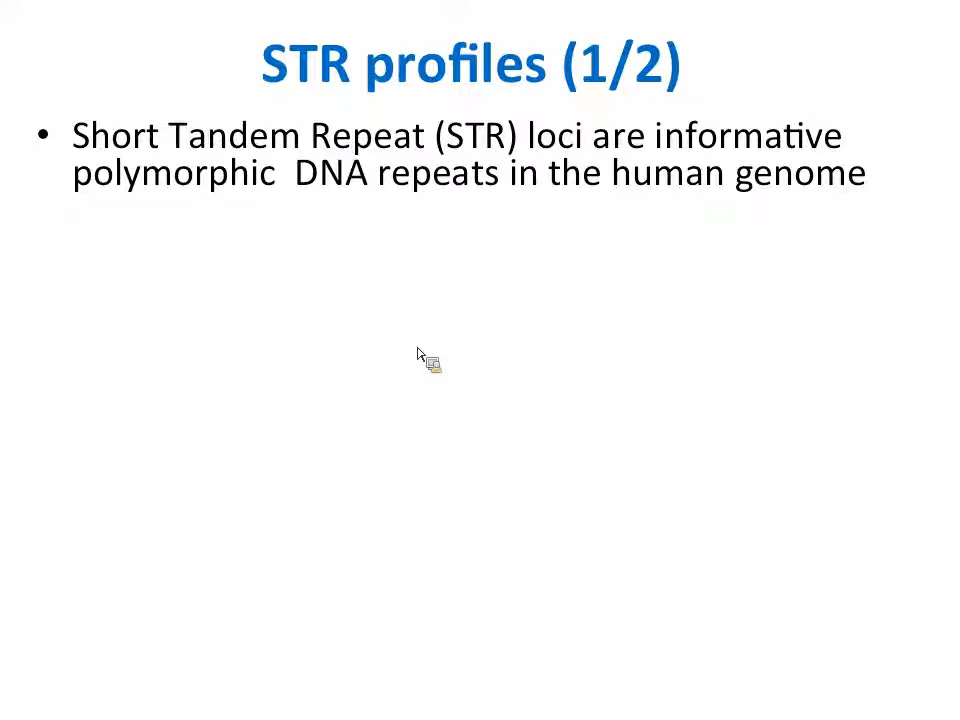 STR profiles (1/2)
• Short Tandem Repeat (STR) loci are informative
polymorphic  DNA repeats in the human genome